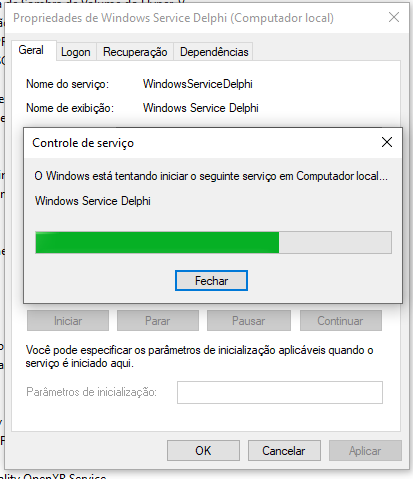 Propriedades de Windows Service Delphi (Computador local)
Geral Logon Recuperação Dependências
Nome do serviço: WindowsServiceDelphi
Nome de exibição: Windows Service Delphi
Controle de serviço
O Windows está tentando iniciar o seguinte serviço em Computador local...
Windows Service Delphi
Fechar
Iniciar Parar Pausar Continuar
Você pode especificar os parâmetros de inicialização aplicáveis quando o
serviço é iniciado aqui.
Parâmetros de inicialização:
OK Cancelar Aplicar